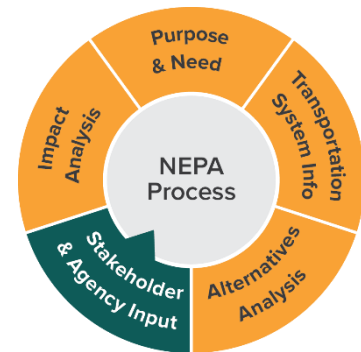 Purpose
& Need
Transportation
System Info
Alternatives
Analysis
Stakeholder
& Agency Input
Impact
Analysis
NEPA
Process